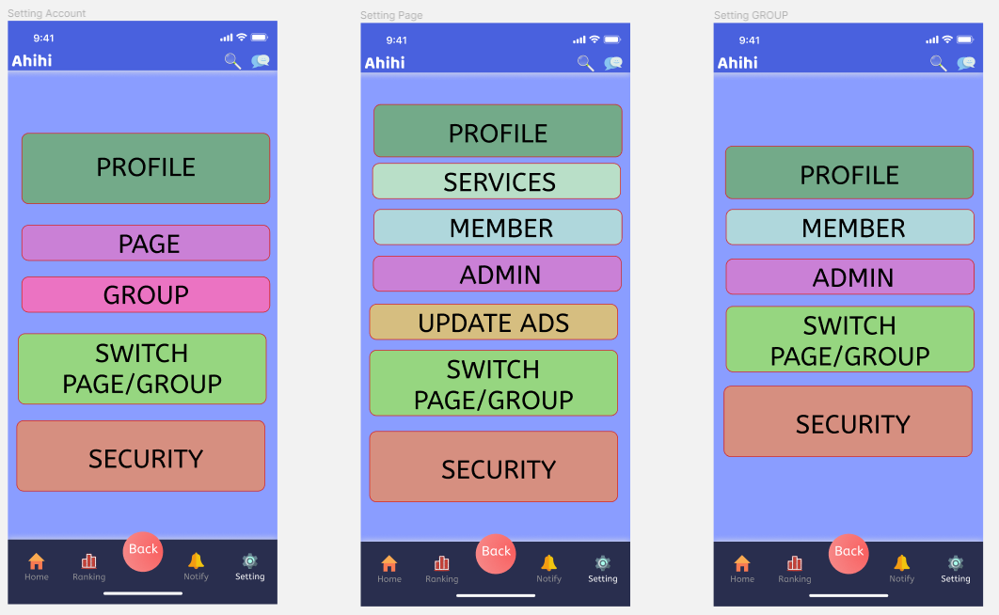 Setting Account
9:41
Ahihi
PROFILE
PAGE
GROUP
SWITCH
PAGE/GROUP
SECURITY
Home
Ranking
Back
Notify
Setting
Setting Page
9:41
Ahihi
PROFILE
SERVICES
MEMBER
ADMIN
UPDATE ADS
SWITCH
PAGE/GROUP
SECURITY
Home
Ranking
Back
Notify
Setting
Setting GROUP
9:41
Ahihi
PROFILE
MEMBER
ADMIN
SWITCH
PAGE/GROUP
SECURITY
Home
Ranking
Back
Notify
Setting